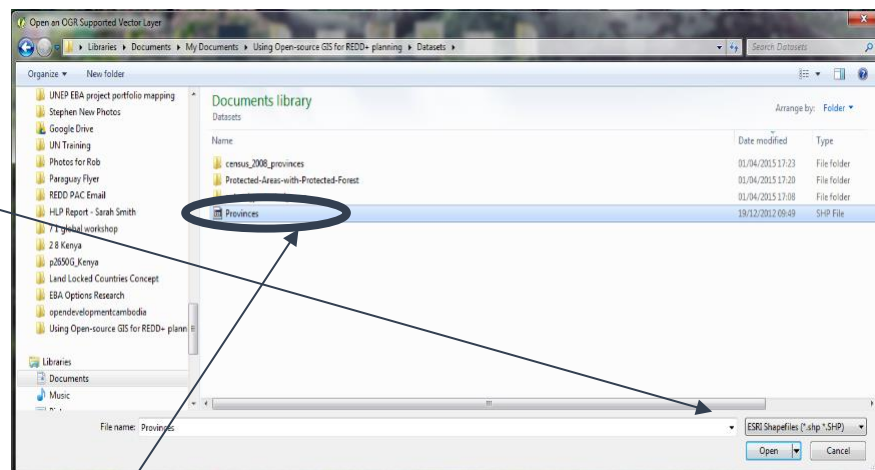 Open an OGR Supported Vector Layer
Libraries ▸ Documents ▸ My Documents ▸ Using Open-source GIS for REDD+ planning ▸ Datasets ▸
Search Datasets
Organize ▾ New folder
UNEP EBA project portfolio mapping
Stephen New Photos
Google Drive
UN Training
Photos for Rob
Paraguay Flyer
REDD PAC Email
HLP Report - Sarah Smith
7 1 global workshop
2 8 Kenya
p2650G_Kenya
Land Locked Countries Concept
EBA Options Research
opendevelopmentcambodia
Using Open-source GIS for REDD+ plann
Libraries
Documents
Music
Documents library
Datasets
Arrange by: Folder ▾
Name Date modified Type
census_2008_provinces 01/04/2015 17:23 File folder
Protected-Areas-with-Protected-Forest 01/04/2015 17:20 File folder
01/04/2015 17:08 File folder
Provinces 19/12/2012 09:49 SHP File
File name: Provinces
ESRI Shapefiles (*.shp *.SHP)
Open Cancel